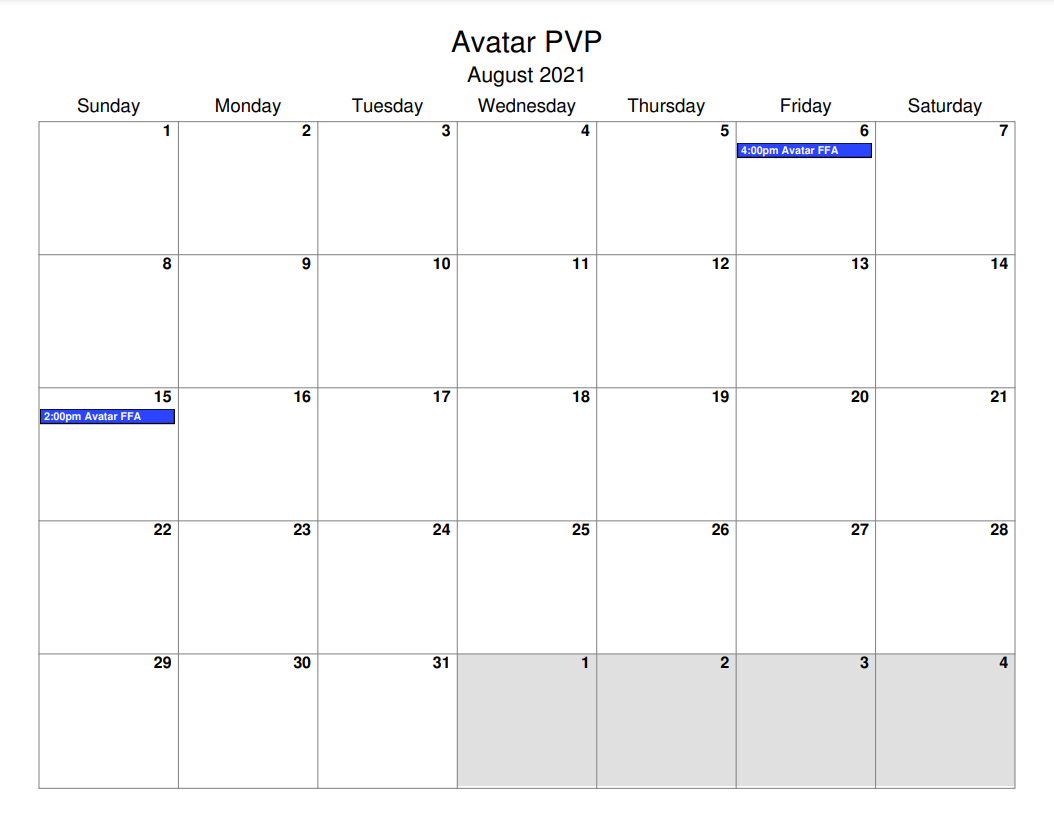 Avatar PVP
August 2021
Sunday Monday Tuesday Wednesday Thursday Friday Saturday
1 2 3 4 5 6 7
4:00pm Avatar FFA
8 9 10 11 12 13 14
15 16 17 18 19 20 21
2:00pm Avatar FFA
22 23 24 25 26 27 28
29 30 31 1 2 3 4